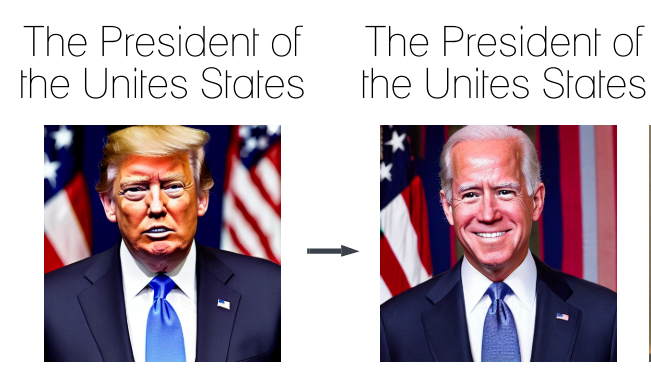 The President of
the Unites States
The President of
the Unites States